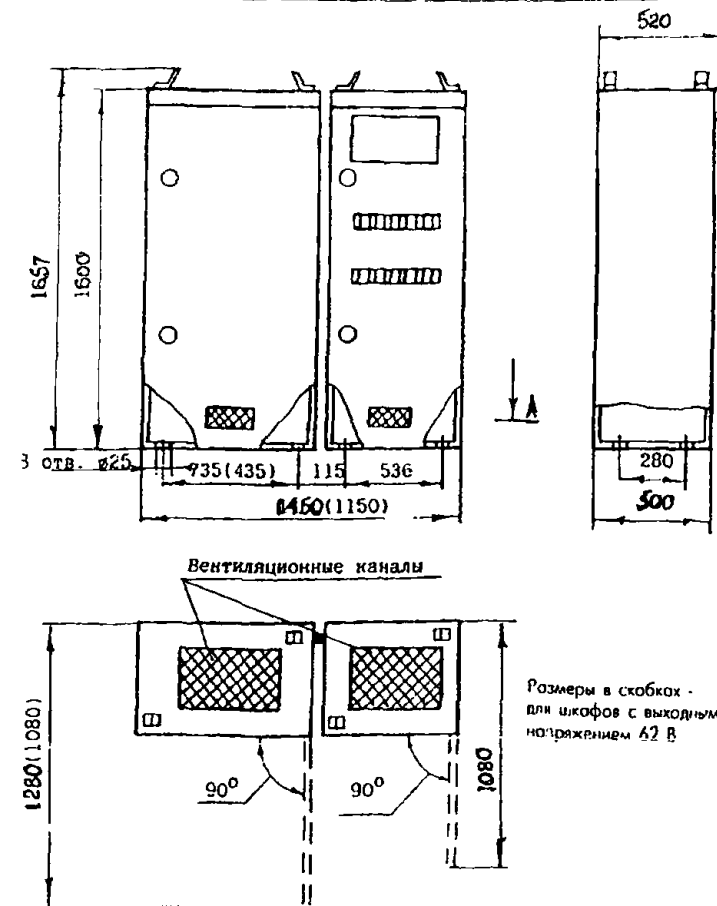 520
1657
1600
А
отв. ø25
735(435)
115
536
280
1450(1150)
500
Вентиляционные каналы
1280(1080)
90°
90°
1080
Размеры в скобках -
для шкафов с выходным
напряжением 62 В